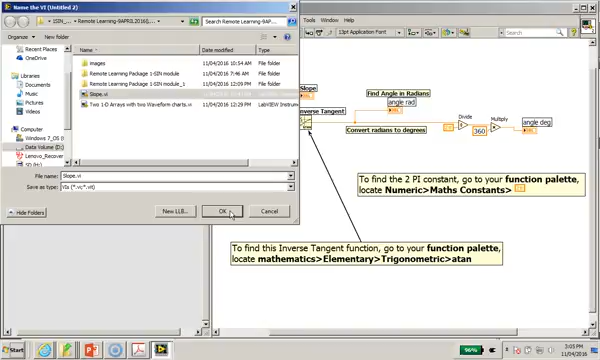 Name the VI (Untitled 2)
Remote Learning-9APRIL2016
Search Remote Learning-9AP...
Organize
New folder
Recent Places
OneDrive
Libraries
Documents
Music
Pictures
Videos
Computer
Windows 7_OS
Data Volume (D:)
Lenovo_Recover
Name
Date modified
Type
images
11/04/2016 10:54 AM
File folder
Remote Learning Package 1-SIN module
11/04/2016 7:46 AM
File folder
Remote Learning Package 1-SIN module_1
11/04/2016 12:09 PM
File folder
Slope.vi
Two 1-D Arrays with two Waveform charts.vi
11/04/2016 12:29 PM
LabVIEW Instrum
File name:
Slope.vi
Save as type:
VIs (*.vi;*.vit)
Hide Folders
New LLB...
OK
Cancel
Tools
Window
Help
13pt Application Font
Search
Slope
Inverse Tangent
Find Angle in Radians
angle rad
Convert radians to degrees
Divide
360
Multiply
angle deg
To find the 2 PI constant, go to your function palette,
locate Numeric>Maths Constants>
To find this Inverse Tangent function, go to your function palette,
locate mathematics>Elementary>Trigonometric>atan
Start
96%
3:05 PM
11/04/2016